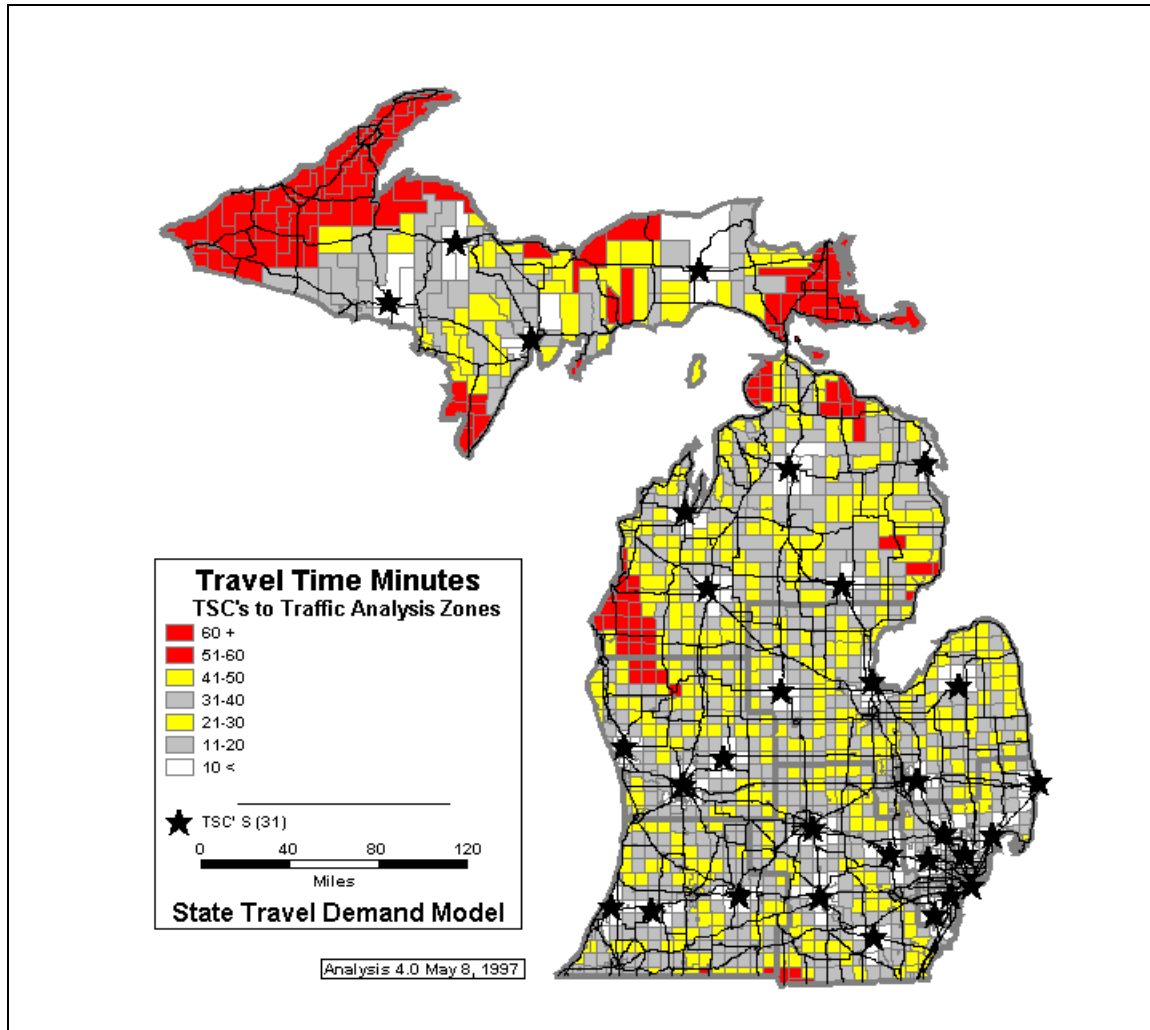 Travel Time Minutes
TSC's to Traffic Analysis Zones
60 +
51-60
41-50
31-40
21-30
11-20
10 <
TSC' S (31)
0 40 80 120
Miles
State Travel Demand Model
Analysis 4.0 May 8, 1997